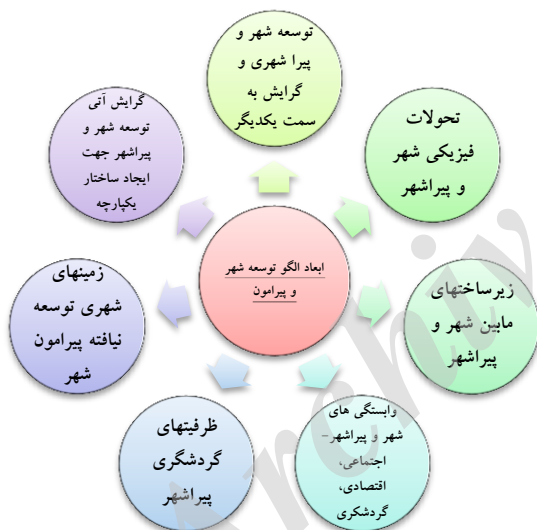 توسعه شهر و
پیرا شهری و
گرایش به
سمت یکدیگر
تحولات
فیزیکی شهر
و پیراشهر
زیرساختهای
مابین شهر و
پیراشهر
وابستگی های
شهر و پیراشهر-
اجتماعی،
اقتصادی،
گردشکری
ظرفیتهای
گردشگری
پیراشهر
زمینهای
شهری توسعه
نیافته پیرامون
شهر
گرایش آتی
توسعه شهر و
پیراشهر جهت
ایجاد ساختار
یکپارچه
ابعاد الگو توسعه شهر
و پیرامون
Archiv